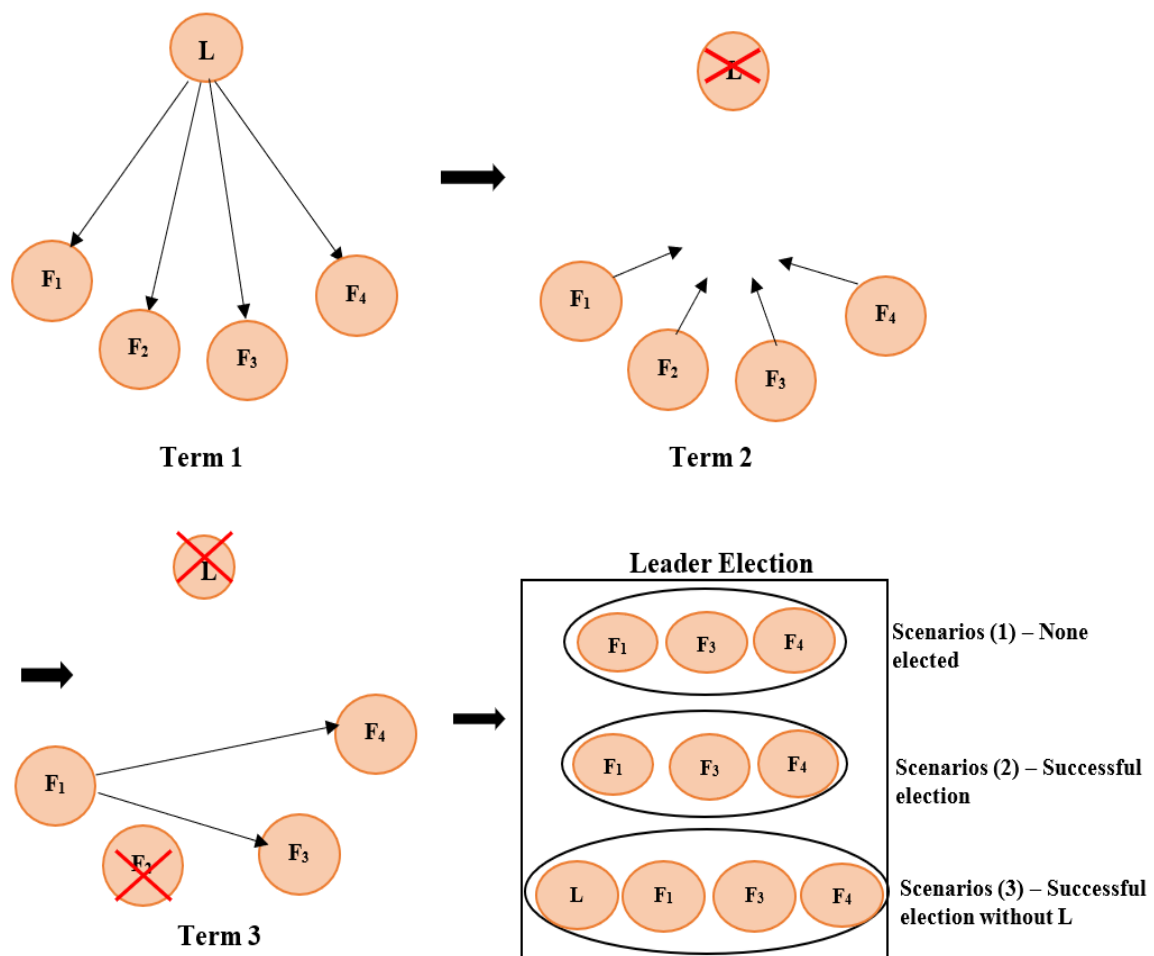 L
F₁
F₂
F₃
F₄
Term 1
L
F₁
F₂
F₃
F₄
Term 2
L
F₁
F₂
F₃
F₄
Term 3
Leader Election
F₁ F₃ F₄
Scenarios (1) – None
elected
F₁ F₃ F₄
Scenarios (2) – Successful
election
L F₁ F₃ F₄
Scenarios (3) – Successful
election without L